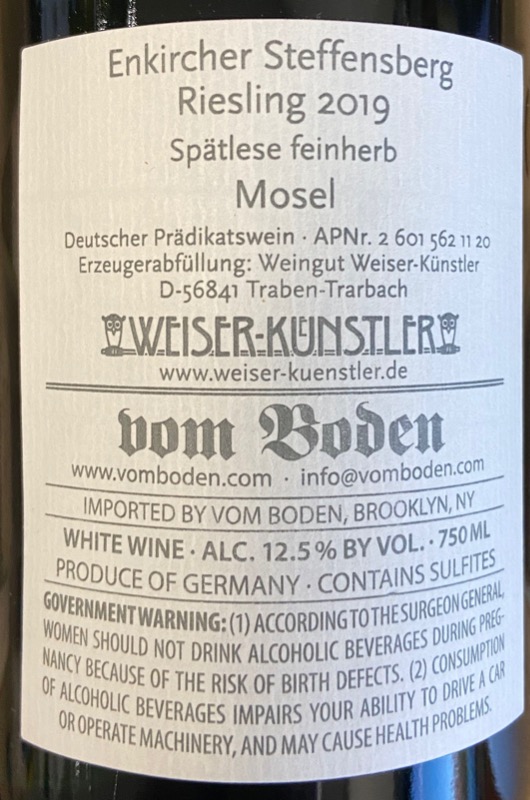 Enkircher Steffensberg
Riesling 2019
Spätlese feinherb
Mosel
Deutscher Prädikatswein · APNr. 2 601 562 11 20
Erzeugerabfüllung: Weingut Weiser-Künstler
D-56841 Traben-Trarbach
WEISER-KÜNSTLER
www.weiser-kuenstler.de
vom Boden
www.vomboden.com · info@vomboden.com
IMPORTED BY VOM BODEN, BROOKLYN, NY
WHITE WINE · ALC. 12.5% BY VOL. · 750 ML
PRODUCE OF GERMANY · CONTAINS SULFITES
GOVERNMENT WARNING: (1) ACCORDING TO THE SURGEON GENERAL,
WOMEN SHOULD NOT DRINK ALCOHOLIC BEVERAGES DURING PREG-
NANCY BECAUSE OF THE RISK OF BIRTH DEFECTS. (2) CONSUMPTION
OF ALCOHOLIC BEVERAGES IMPAIRS YOUR ABILITY TO DRIVE A CAR
OR OPERATE MACHINERY, AND MAY CAUSE HEALTH PROBLEMS.